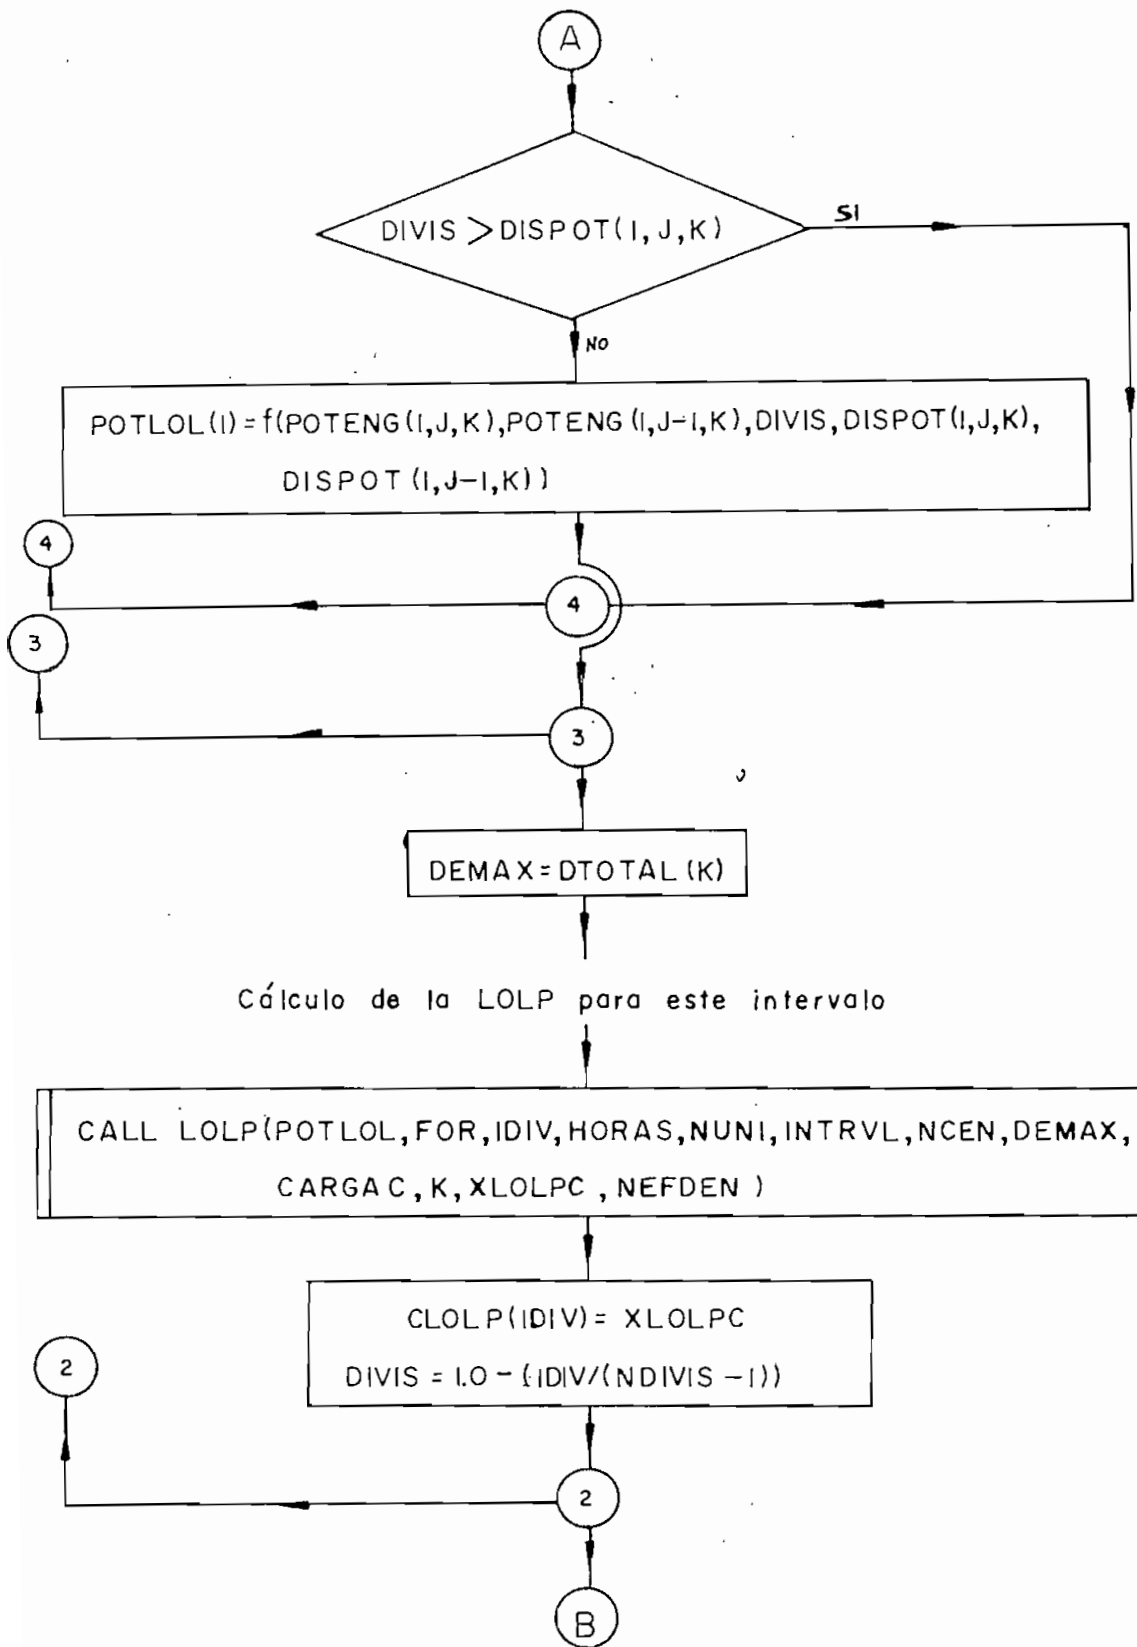 A
DIVIS > DISPOT(I,J,K)
SI
NO
POTLOL(I)=f(POTENG(I,J,K),POTENG(I,J-I,K),DIVIS,DISPOT(I,J,K),
DISPOT(I,J-I,K))
4
4
3
3
DEMAX=DTOTAL(K)
Cálculo de la LOLP para este intervalo
CALL LOLP(POTLOL,FOR,IDIV,HORAS,NUNI,INTRVL,NCEN,DEMAX,
CARGAC,K,XLOLPC,NEFDEN)
CLOLP(IDIV)= XLOLPC
DIVIS = 1.0-(IDIV/(NDIVIS-1))
2
2
B